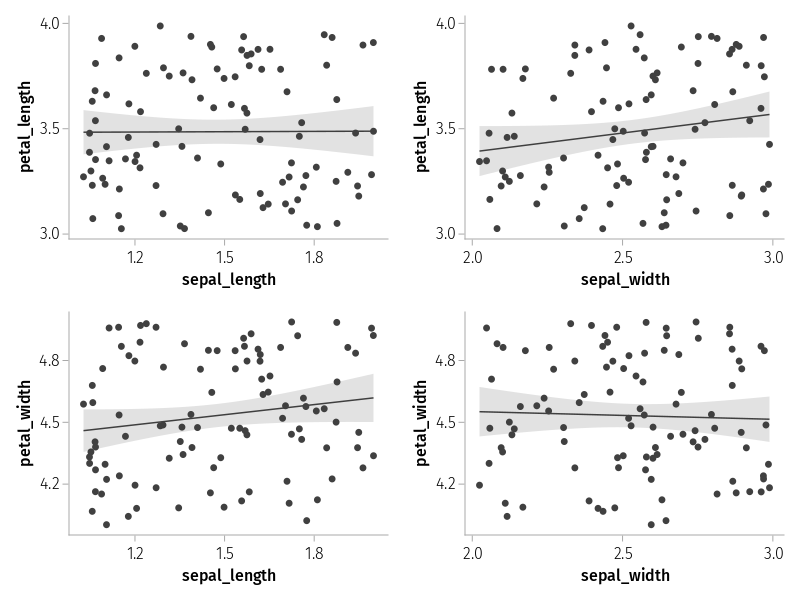 petal_length
4.0
3.5
3.0
1.2 1.5 1.8
sepal_length
petal_length
4.0
3.5
3.0
2.0 2.5 3.0
sepal_width
petal_width
4.8
4.5
4.2
1.2 1.5 1.8
sepal_length
petal_width
4.8
4.5
4.2
2.0 2.5 3.0
sepal_width